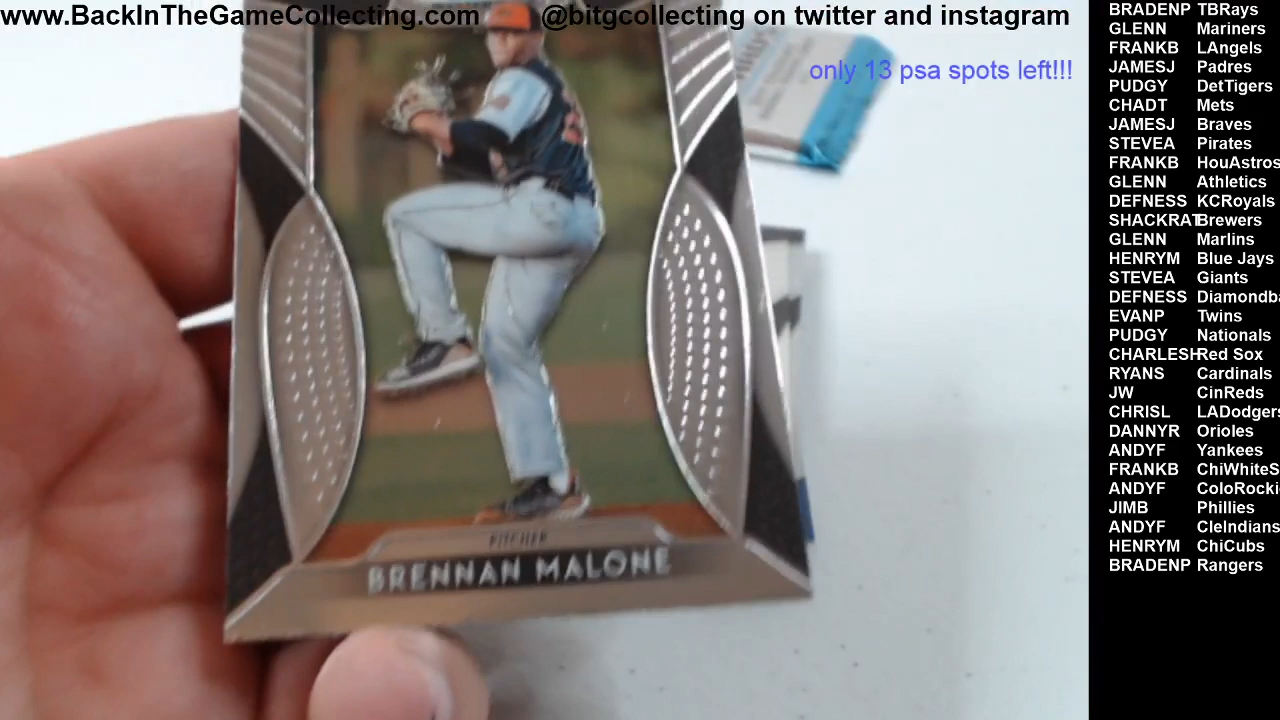 www.BackInTheGameCollecting.com @bitgcollecting on twitter and instagram
only 13 psa spots left!!!
PITCHER
BRENNAN MALONE
BRADENP TBRays
GLENN Mariners
FRANKB LAngels
JAMESJ Padres
PUDGY DetTigers
CHADT Mets
JAMESJ Braves
STEVEA Pirates
FRANKB HouAstros
GLENN Athletics
DEFNESS KCRoyals
SHACKRAT Brewers
GLENN Marlins
HENRYM Blue Jays
STEVEA Giants
DEFNESS Diamondba
EVANP Twins
PUDGY Nationals
CHARLESH Red Sox
RYANS Cardinals
JW CinReds
CHRISL LADodgers
DANNYR Orioles
ANDYF Yankees
FRANKB ChiWhiteS
ANDYF ColoRocki
JIMB Phillies
ANDYF CleIndians
HENRYM ChiCubs
BRADENP Rangers